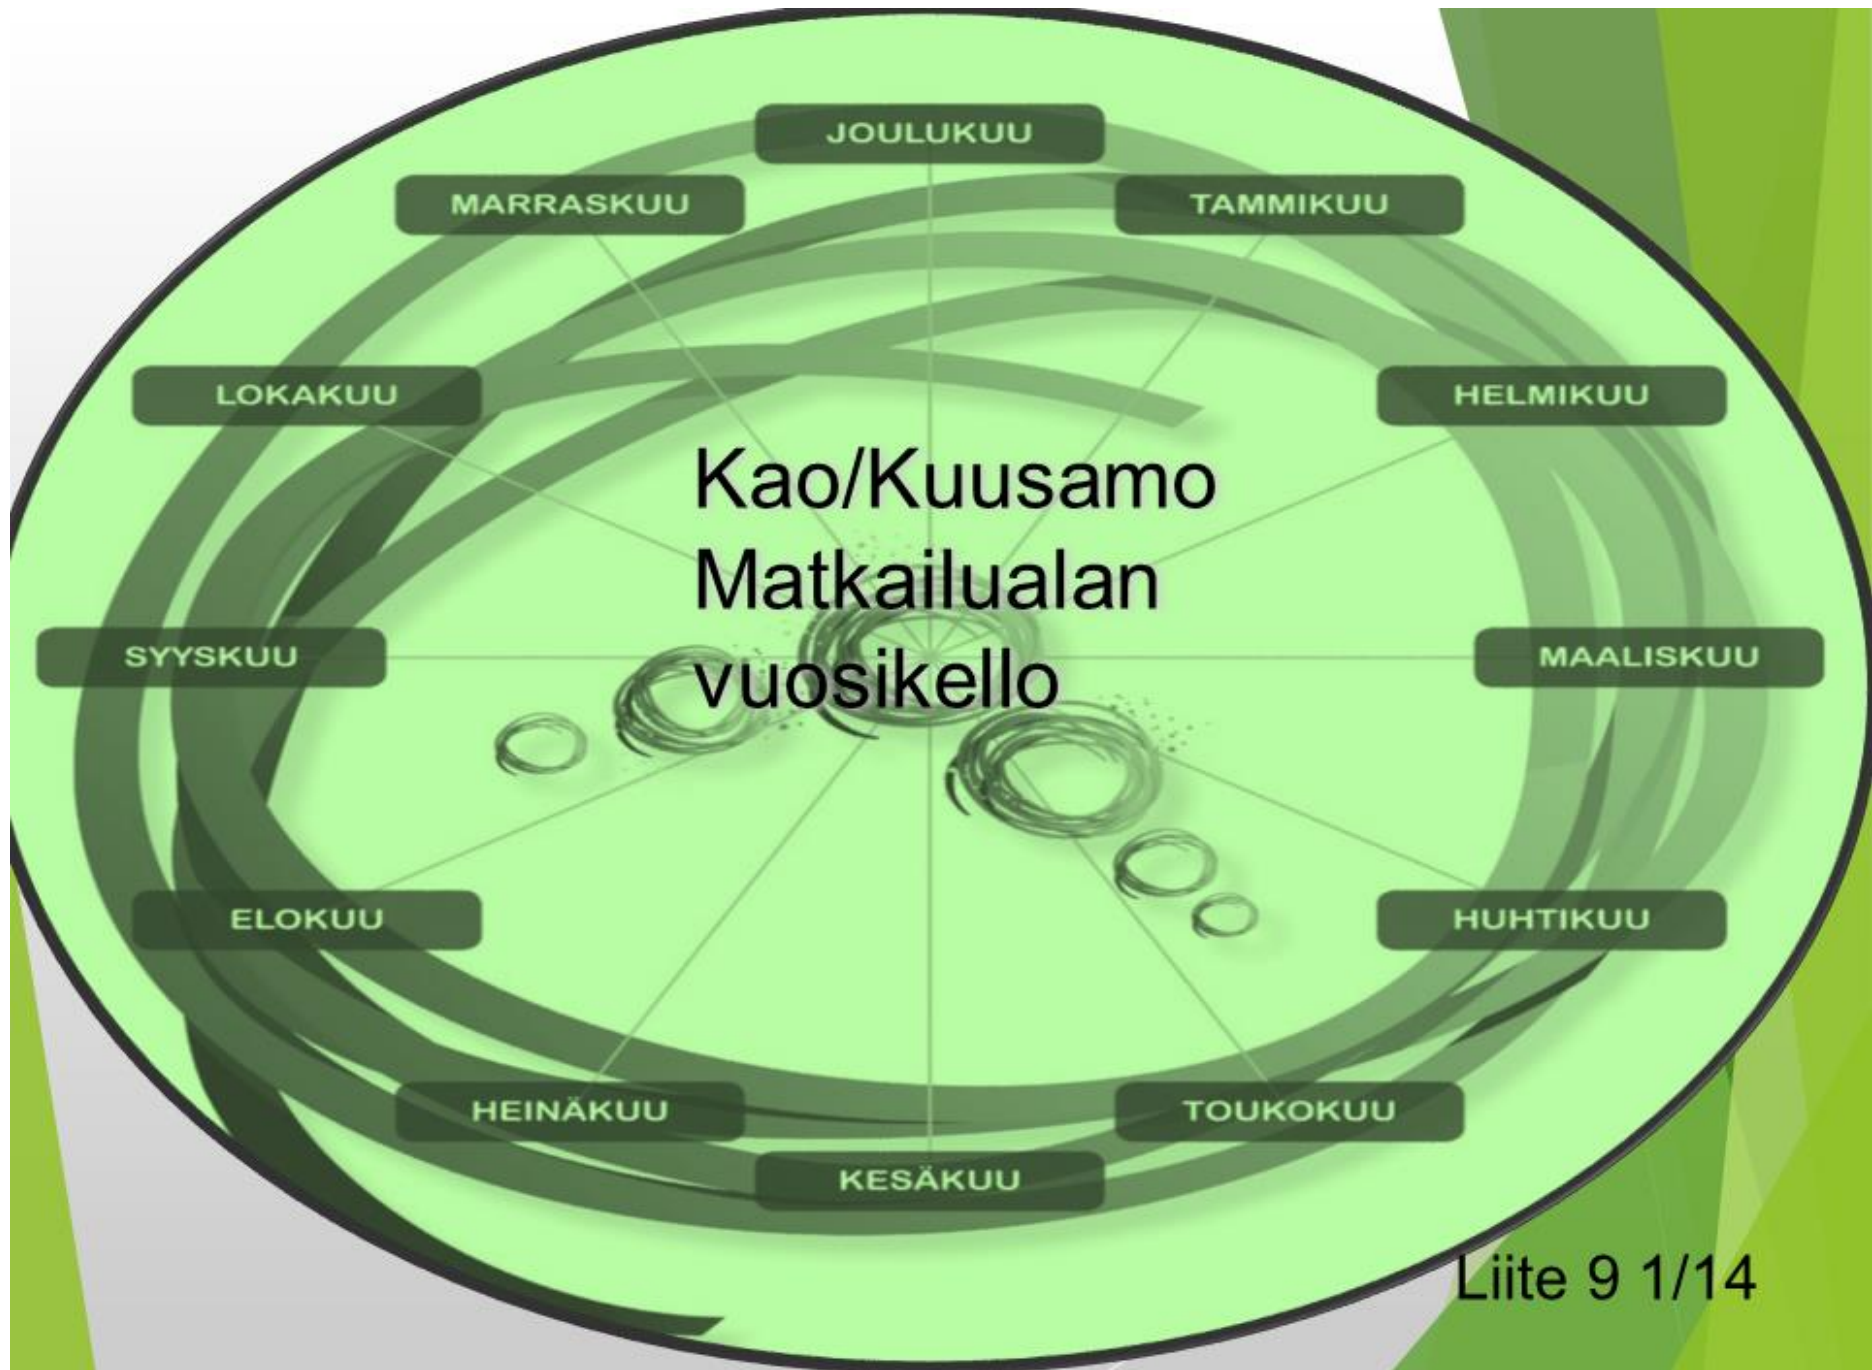 JOULUKUU
MARRASKUU
TAMMIKUU
LOKAKUU
HELMIKUU
Kao/Kuusamo
Matkailualan
vuosikello
SYYSKUU
MAALISKUU
ELOKUU
HUHTIKUU
HEINÄKUU
TOUKOKUU
KESÄKUU
Liite 9 1/14